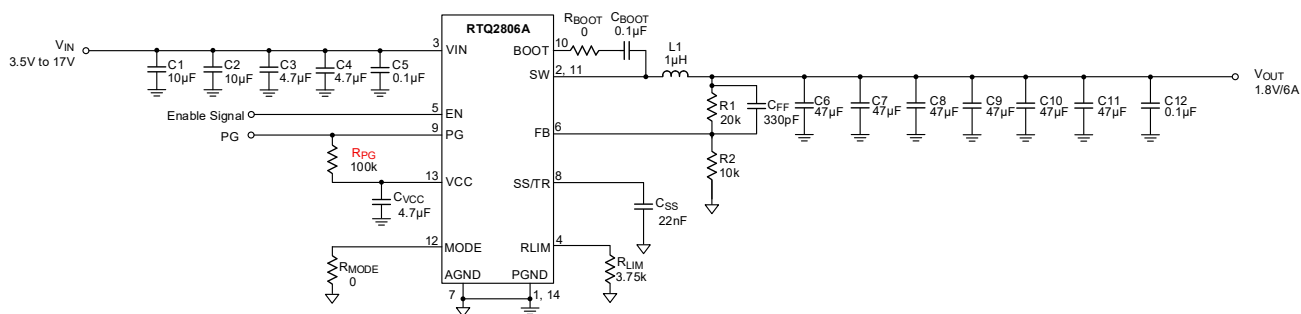 RTQ2806A
VIN
3.5V to 17V
C1
10µF
C2
10µF
C3
4.7µF
C4
4.7µF
C5
0.1µF
3
VIN
Enable Signal
5
EN
PG
9
PG
RPG
100k
13
VCC
CVCC
4.7µF
12
MODE
RMODE
0
AGND
7
PGND
1, 14
BOOT
10
RBOOT
0
CBOOT
0.1µF
SW
2, 11
L1
1µH
FB
6
R1
20k
CFF
330pF
R2
10k
SS/TR
8
CSS
22nF
RLIM
4
RLIM
3.75k
C6
47µF
C7
47µF
C8
47µF
C9
47µF
C10
47µF
C11
47µF
C12
0.1µF
VOUT
1.8V/6A